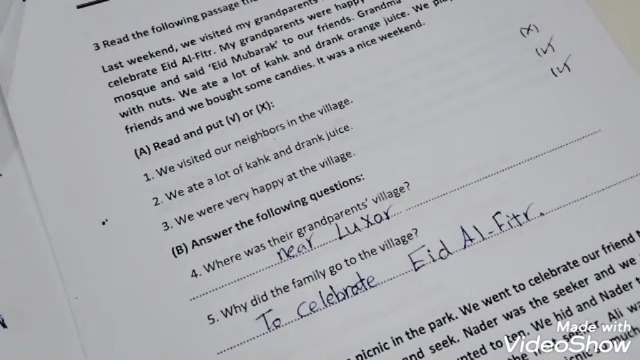 3 Read the following passage
Last weekend, we visited my grandparents
celebrate Eid Al-Fitr. My grandparents were happy
mosque and said 'Eid Mubarak' to our friends. Grandma
with nuts. We ate a lot of kahk and drank orange juice. We
friends and we bought some candies. It was a nice weekend.
(A) Read and put (v) or (X):
1. We visited our neighbors in the village. (X)
2. We ate a lot of kahk and drank juice. (v)
3. We were very happy at the village. (v)
(B) Answer the following questions:
4. Where was their grandparents' village?
near Luxor
5. Why did the family go to the village?
To celebrate Eid Al-Fitr.
picnic in the park. We went to celebrate our friend
and seek. Nader was the seeker and we
to ten. We hid and Nader
Made with
VideoShow